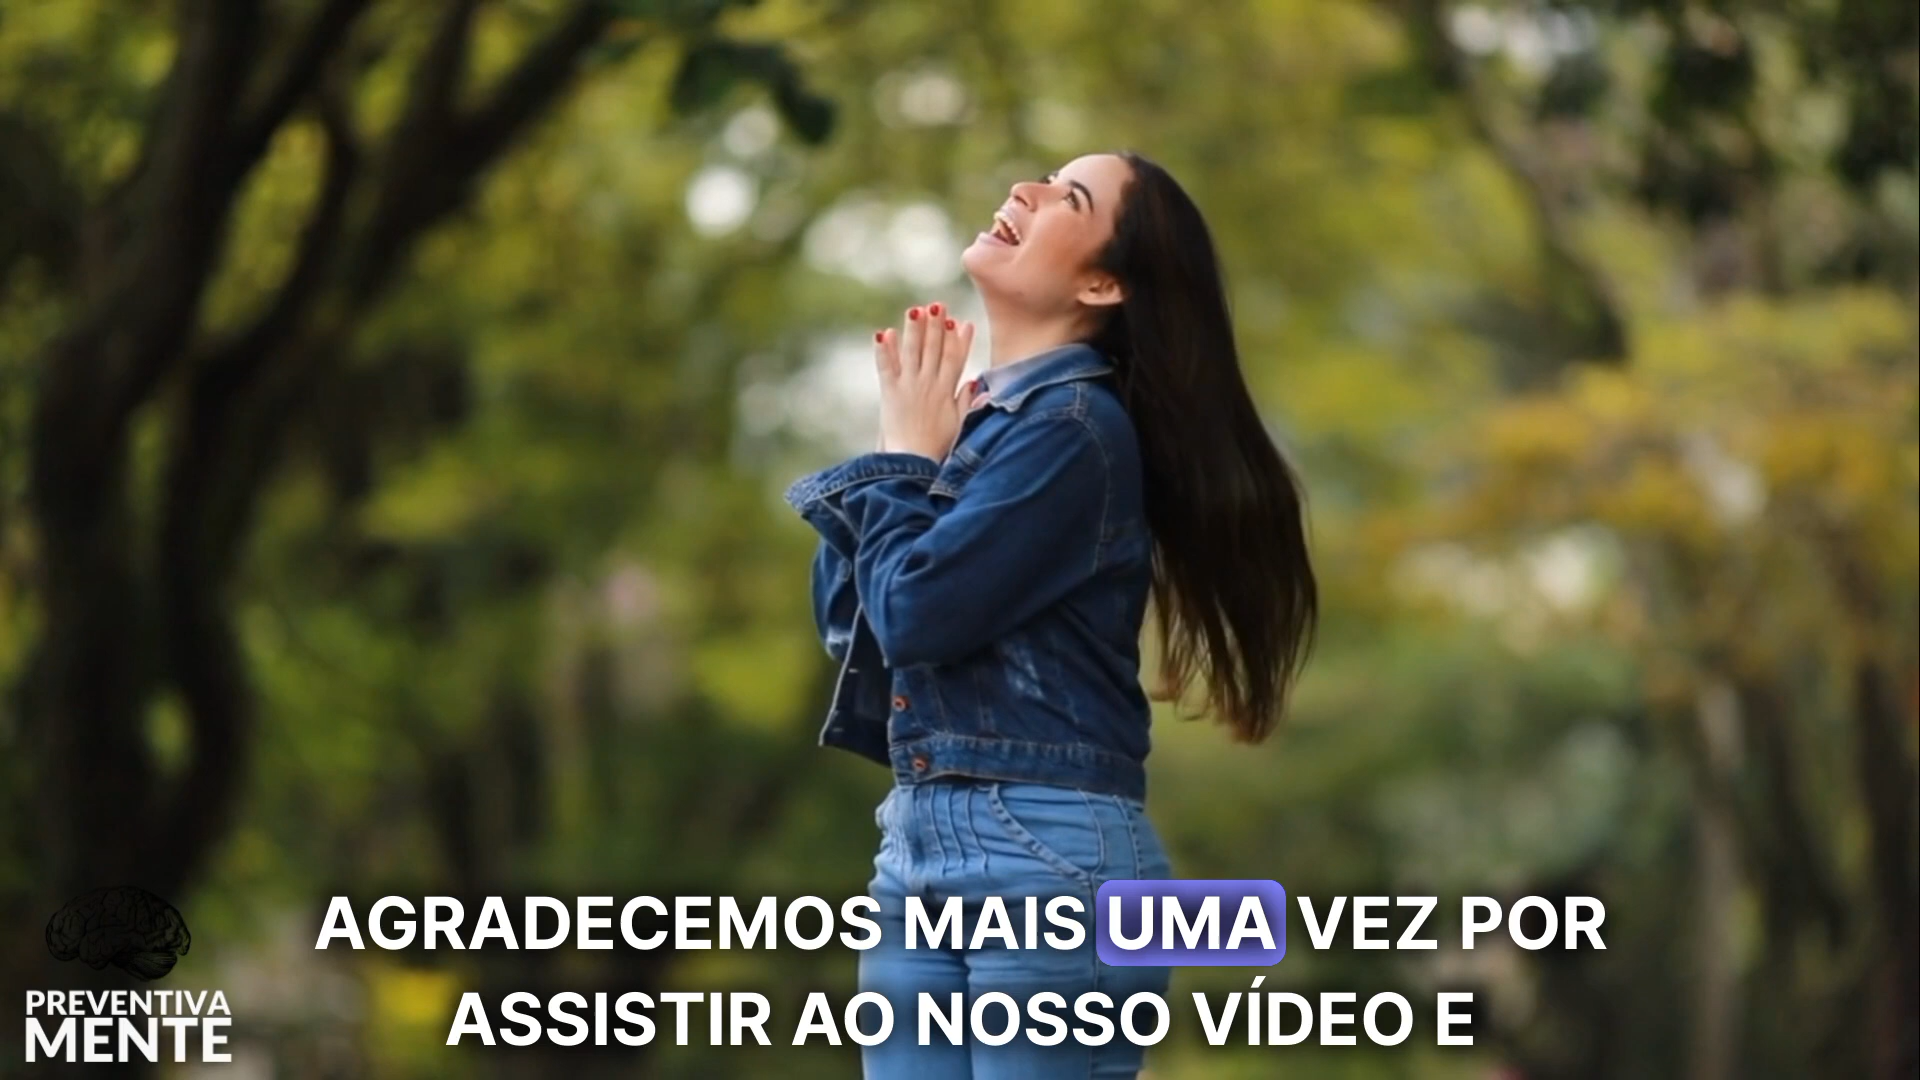 AGRADECEMOS MAIS UMA VEZ POR
ASSISTIR AO NOSSO VÍDEO E
PREVENTIVA
MENTE